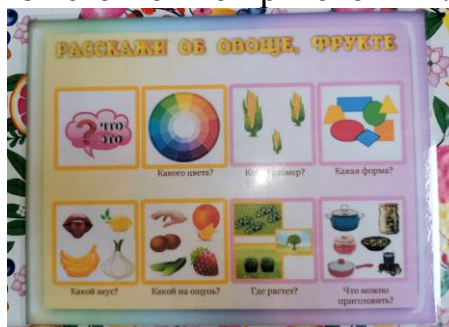 РАССКАЖИ ОБ ОВОЩЕ, ФРУКТЕ
ЧТО
ЭТО
Какого цвета?
размер?
Какая форма?
Какой вкус?
Какой на ощупь?
Где растет?
Что можно
приготовить?